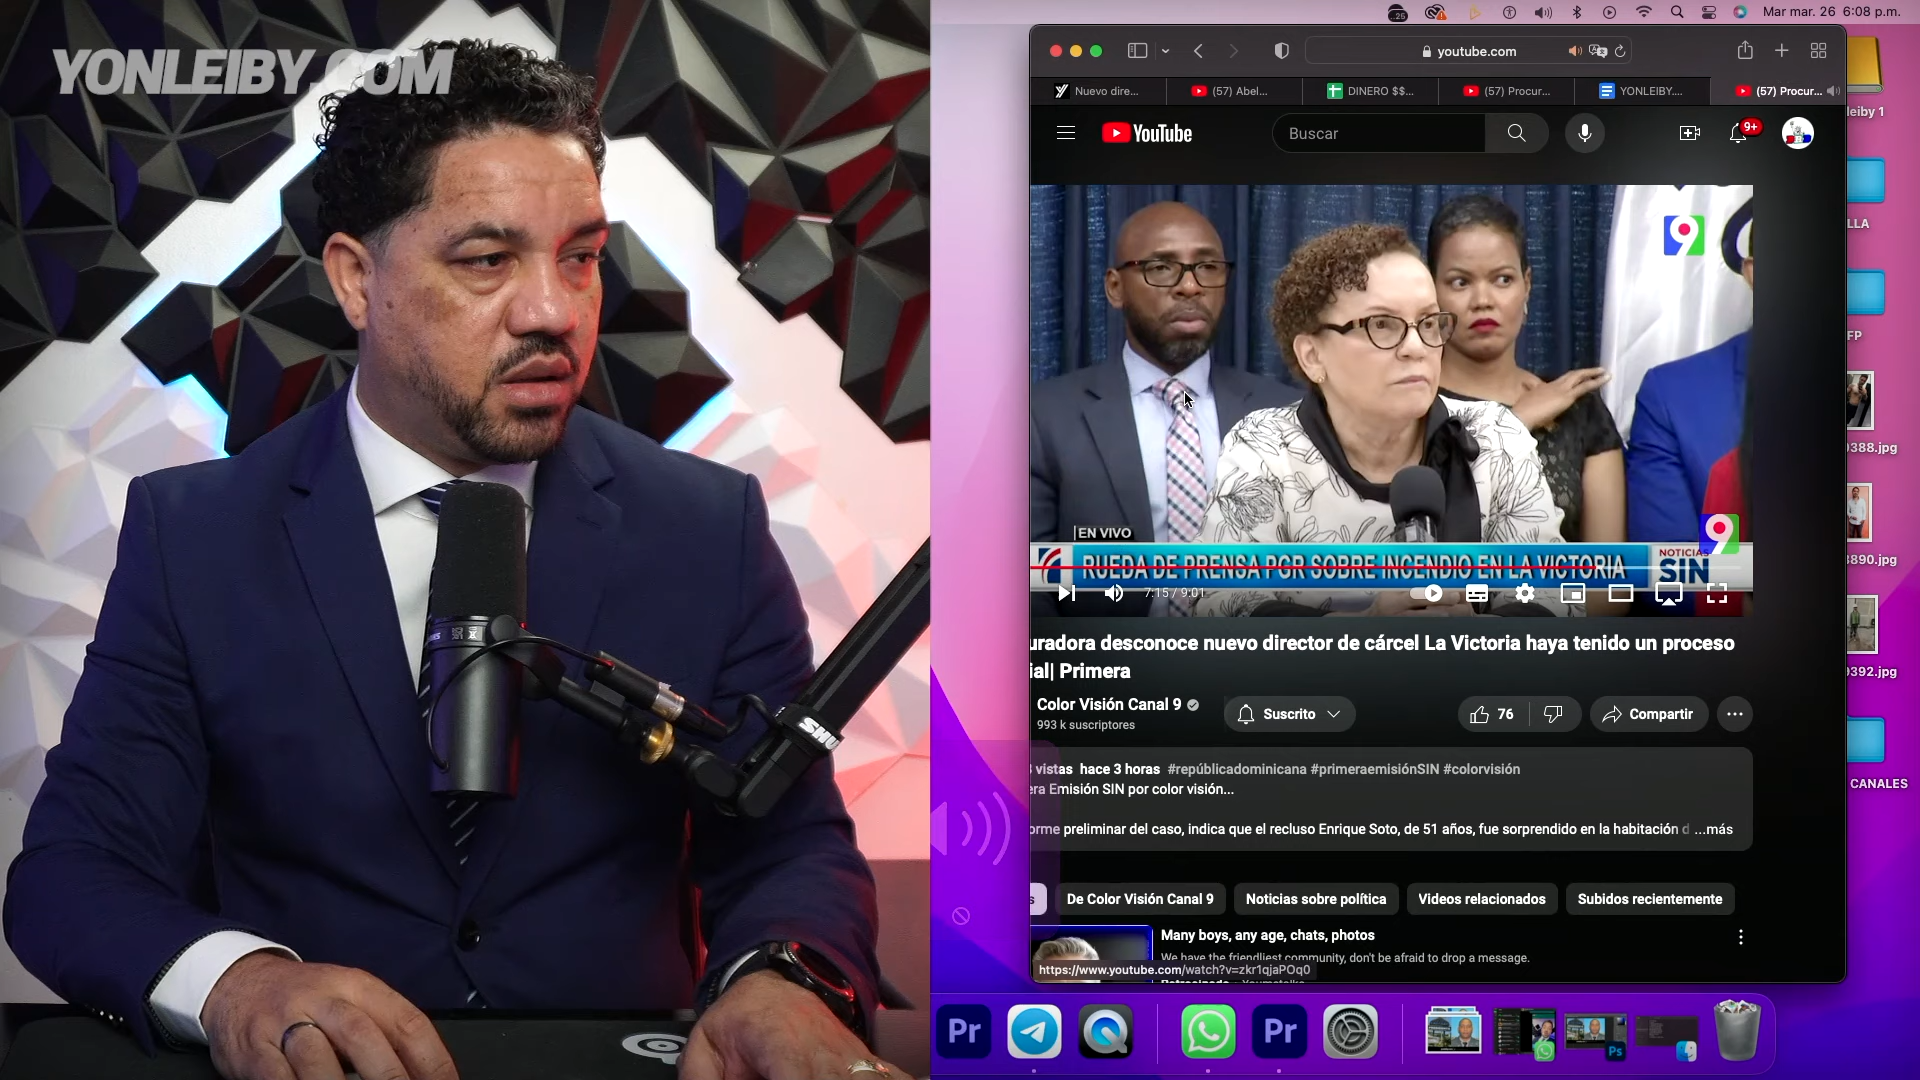 YONLEIBY.COM
Mar mar. 26 6:08 p.m.
youtube.com
Nuevo dire...
(57) Abel...
DINERO $$...
(57) Procur...
YONLEIBY....
(57) Procur...
YouTube
Buscar
9+
leiby 1
LLA
FP
0388.jpg
9890.jpg
9392.jpg
CANALES
9
EN VIVO
RUEDA DE PRENSA PGR SOBRE INCENDIO EN LA VICTORIA
NOTICIAS
SIN
9
7:15 / 9:01
uradora desconoce nuevo director de cárcel La Victoria haya tenido un proceso
ial| Primera
Color Visión Canal 9
993 k suscriptores
Suscrito
76
Compartir
vistas hace 3 horas #repúblicadominicana #primeraemisiónSIN #colorvisión
era Emisión SIN por color visión...
orme preliminar del caso, indica que el recluso Enrique Soto, de 51 años, fue sorprendido en la habitación d ...más
s
De Color Visión Canal 9
Noticias sobre política
Videos relacionados
Subidos recientemente
Many boys, any age, chats, photos
We have the friendliest community, don't be afraid to drop a message.
https://www.youtube.com/watch?v=zkr1qjaPOq0
SHU
Pr
Pr
Ps